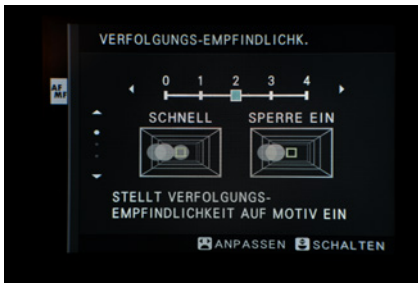 VERFOLGUNGS-EMPFINDLICHK.
AF
MF
0 1 2 3 4
SCHNELL SPERRE EIN
STELLT VERFOLGUNGS-
EMPFINDLICHKEIT AUF MOTIV EIN
ANPASSEN SCHALTEN